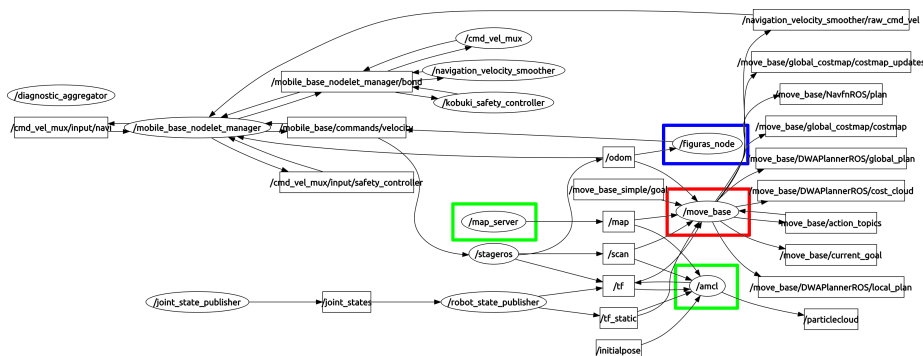 /navigation_velocity_smoother/raw_cmd_vel
/cmd_vel_mux
/move_base/global_costmap/costmap_updates
/navigation_velocity_smoother
/mobile_base_nodelet_manager/bond
/diagnostic_aggregator
/move_base/NavfnROS/plan
/kobuki_safety_controller
/cmd_vel_mux/input/navi
/mobile_base_nodelet_manager
/mobile_base/commands/velocity
/move_base/global_costmap/costmap
/figuras_node
/odom
/move_base/DWAPlannerROS/global_plan
/cmd_vel_mux/input/safety_controller
/move_base_simple/goal
/move_base/DWAPlannerROS/cost_cloud
/move_base
/map_server
/map
move_base/action_topics
/stageros
/scan
/move_base/current_goal
/tf
/amcl
/move_base/DWAPlannerROS/local_plan
/joint_state_publisher
/joint_states
/robot_state_publisher
/tf_static
/particlecloud
/initialpose